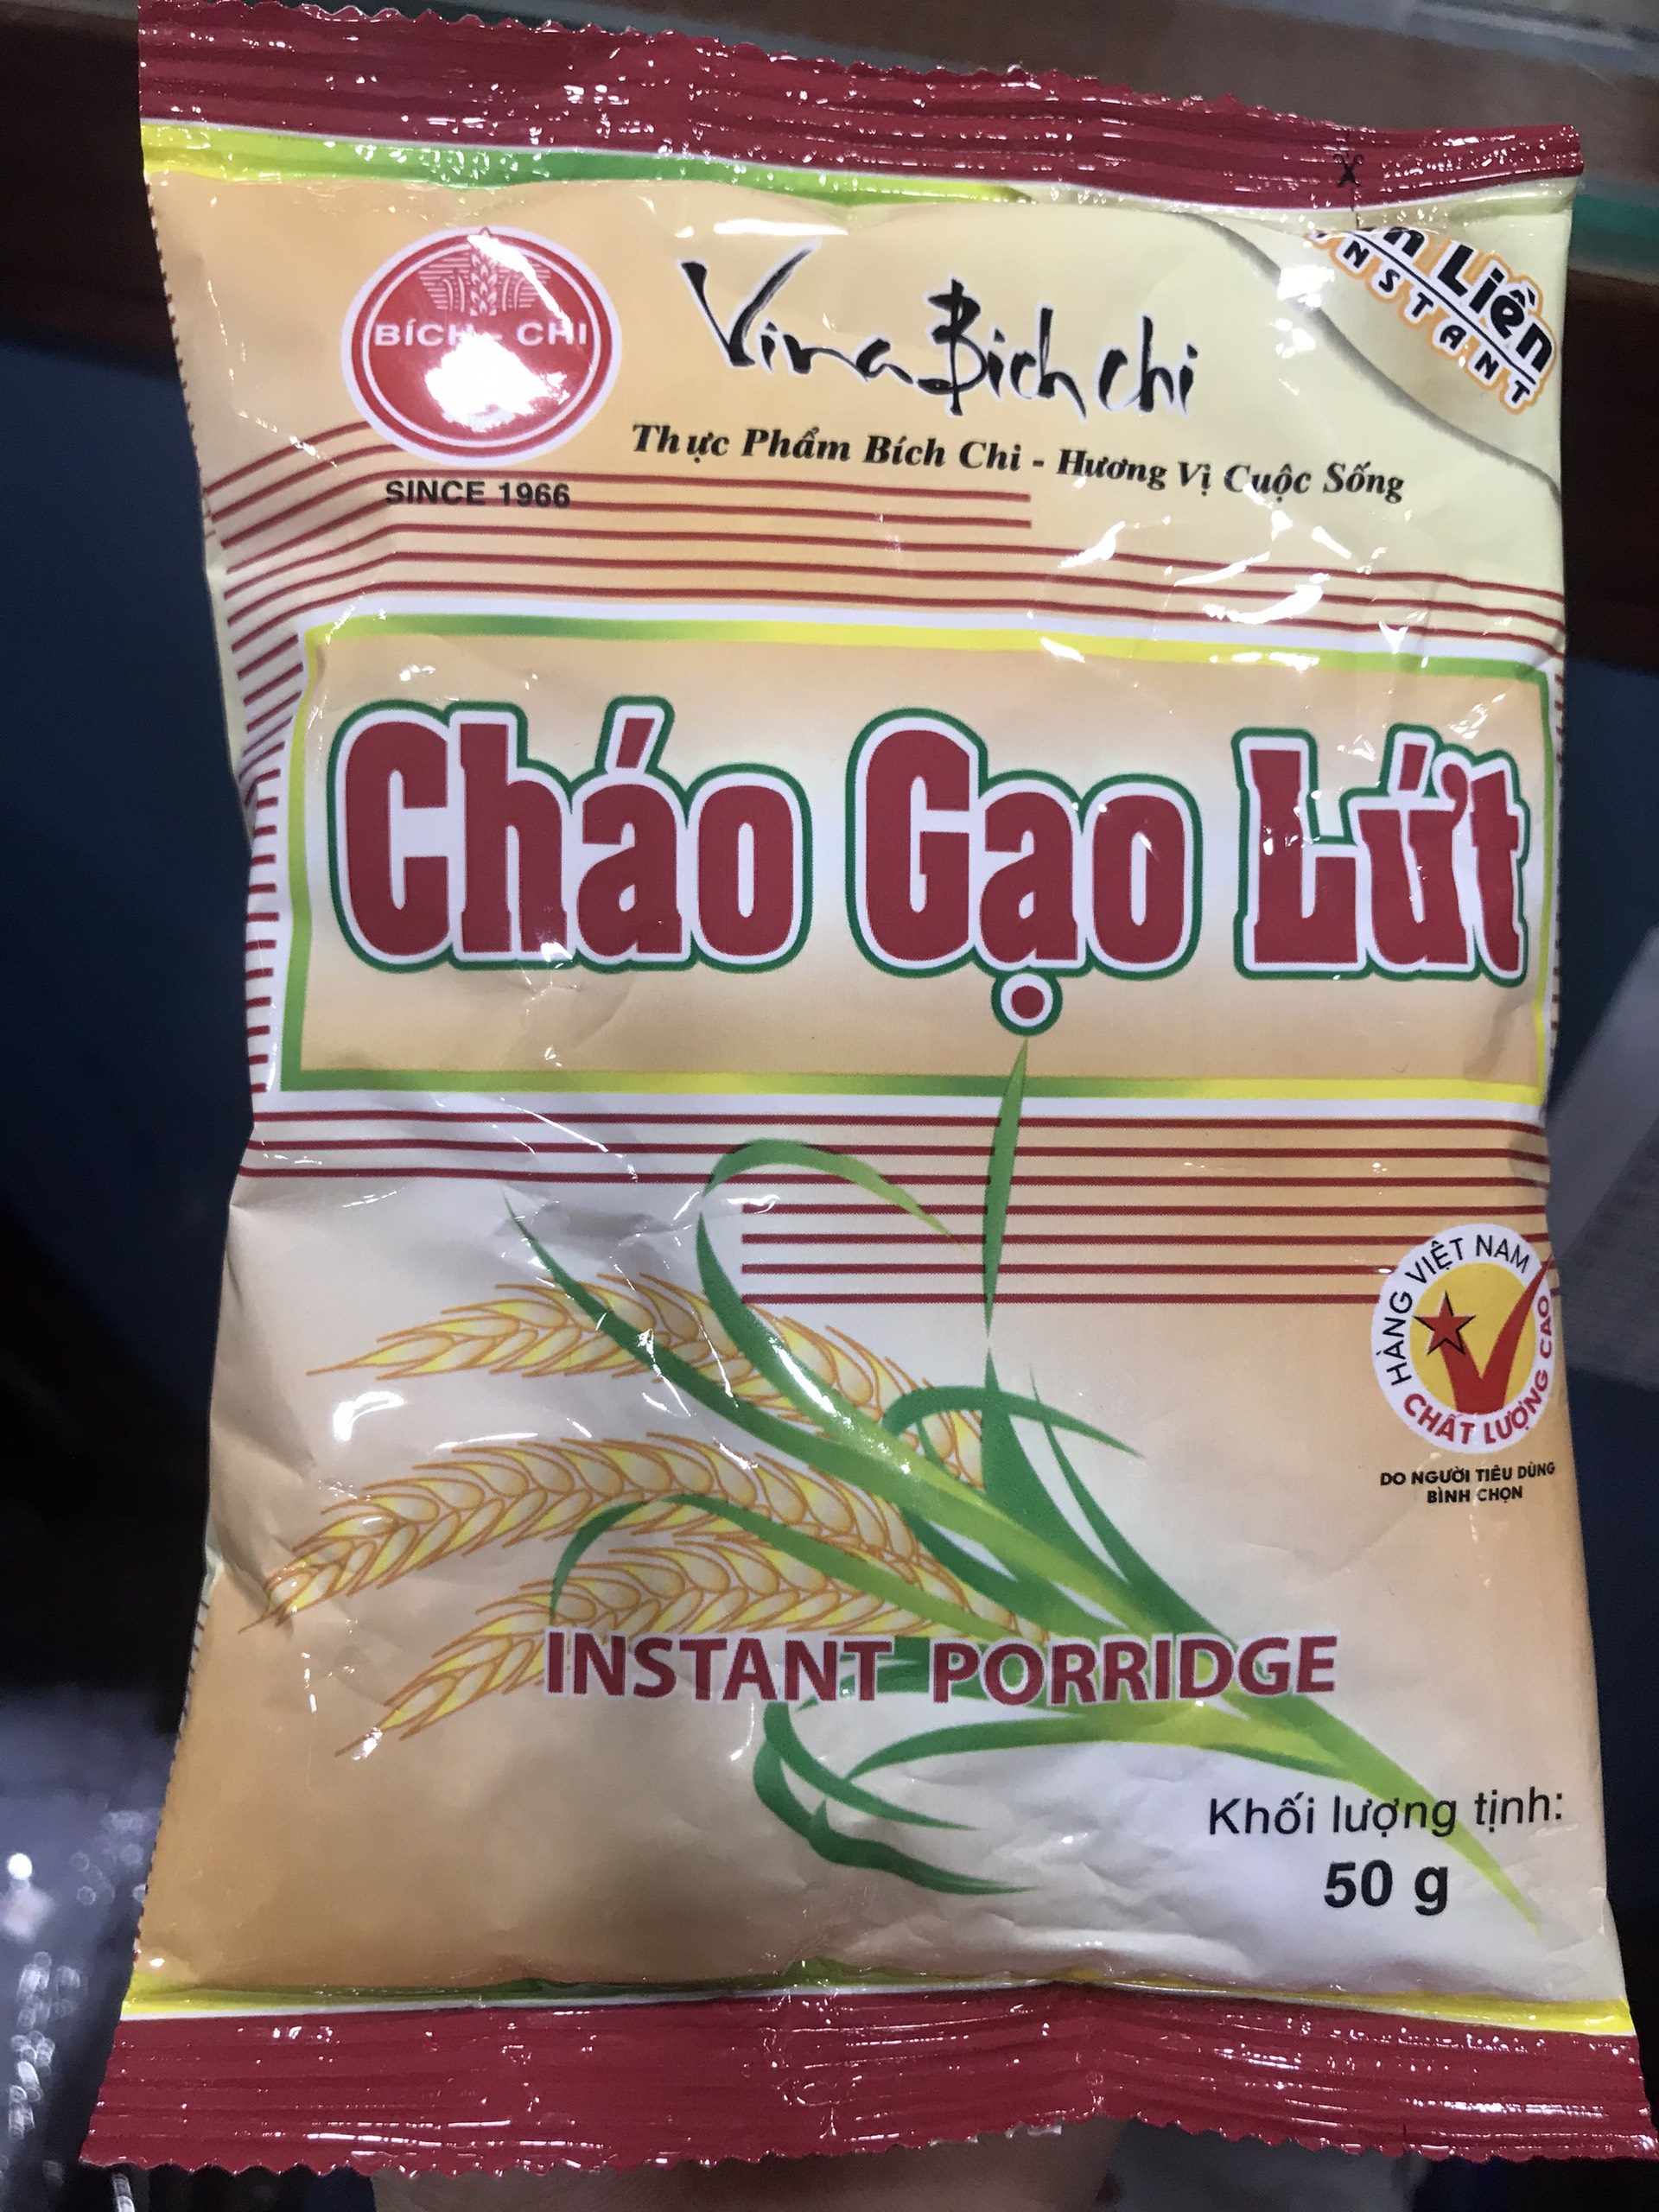 BÍCH - CHI
SINCE 1966
Vina Bich chi
Thực Phẩm Bích Chi - Hương Vị Cuộc Sống
Liền
INSTANT
Cháo Gạo Lứt
HÀNG VIỆT NAM
CHẤT LƯỢNG CAO
DO NGƯỜI TIÊU DÙNG
BÌNH CHỌN
INSTANT PORRIDGE
Khối lượng tịnh:
50 g